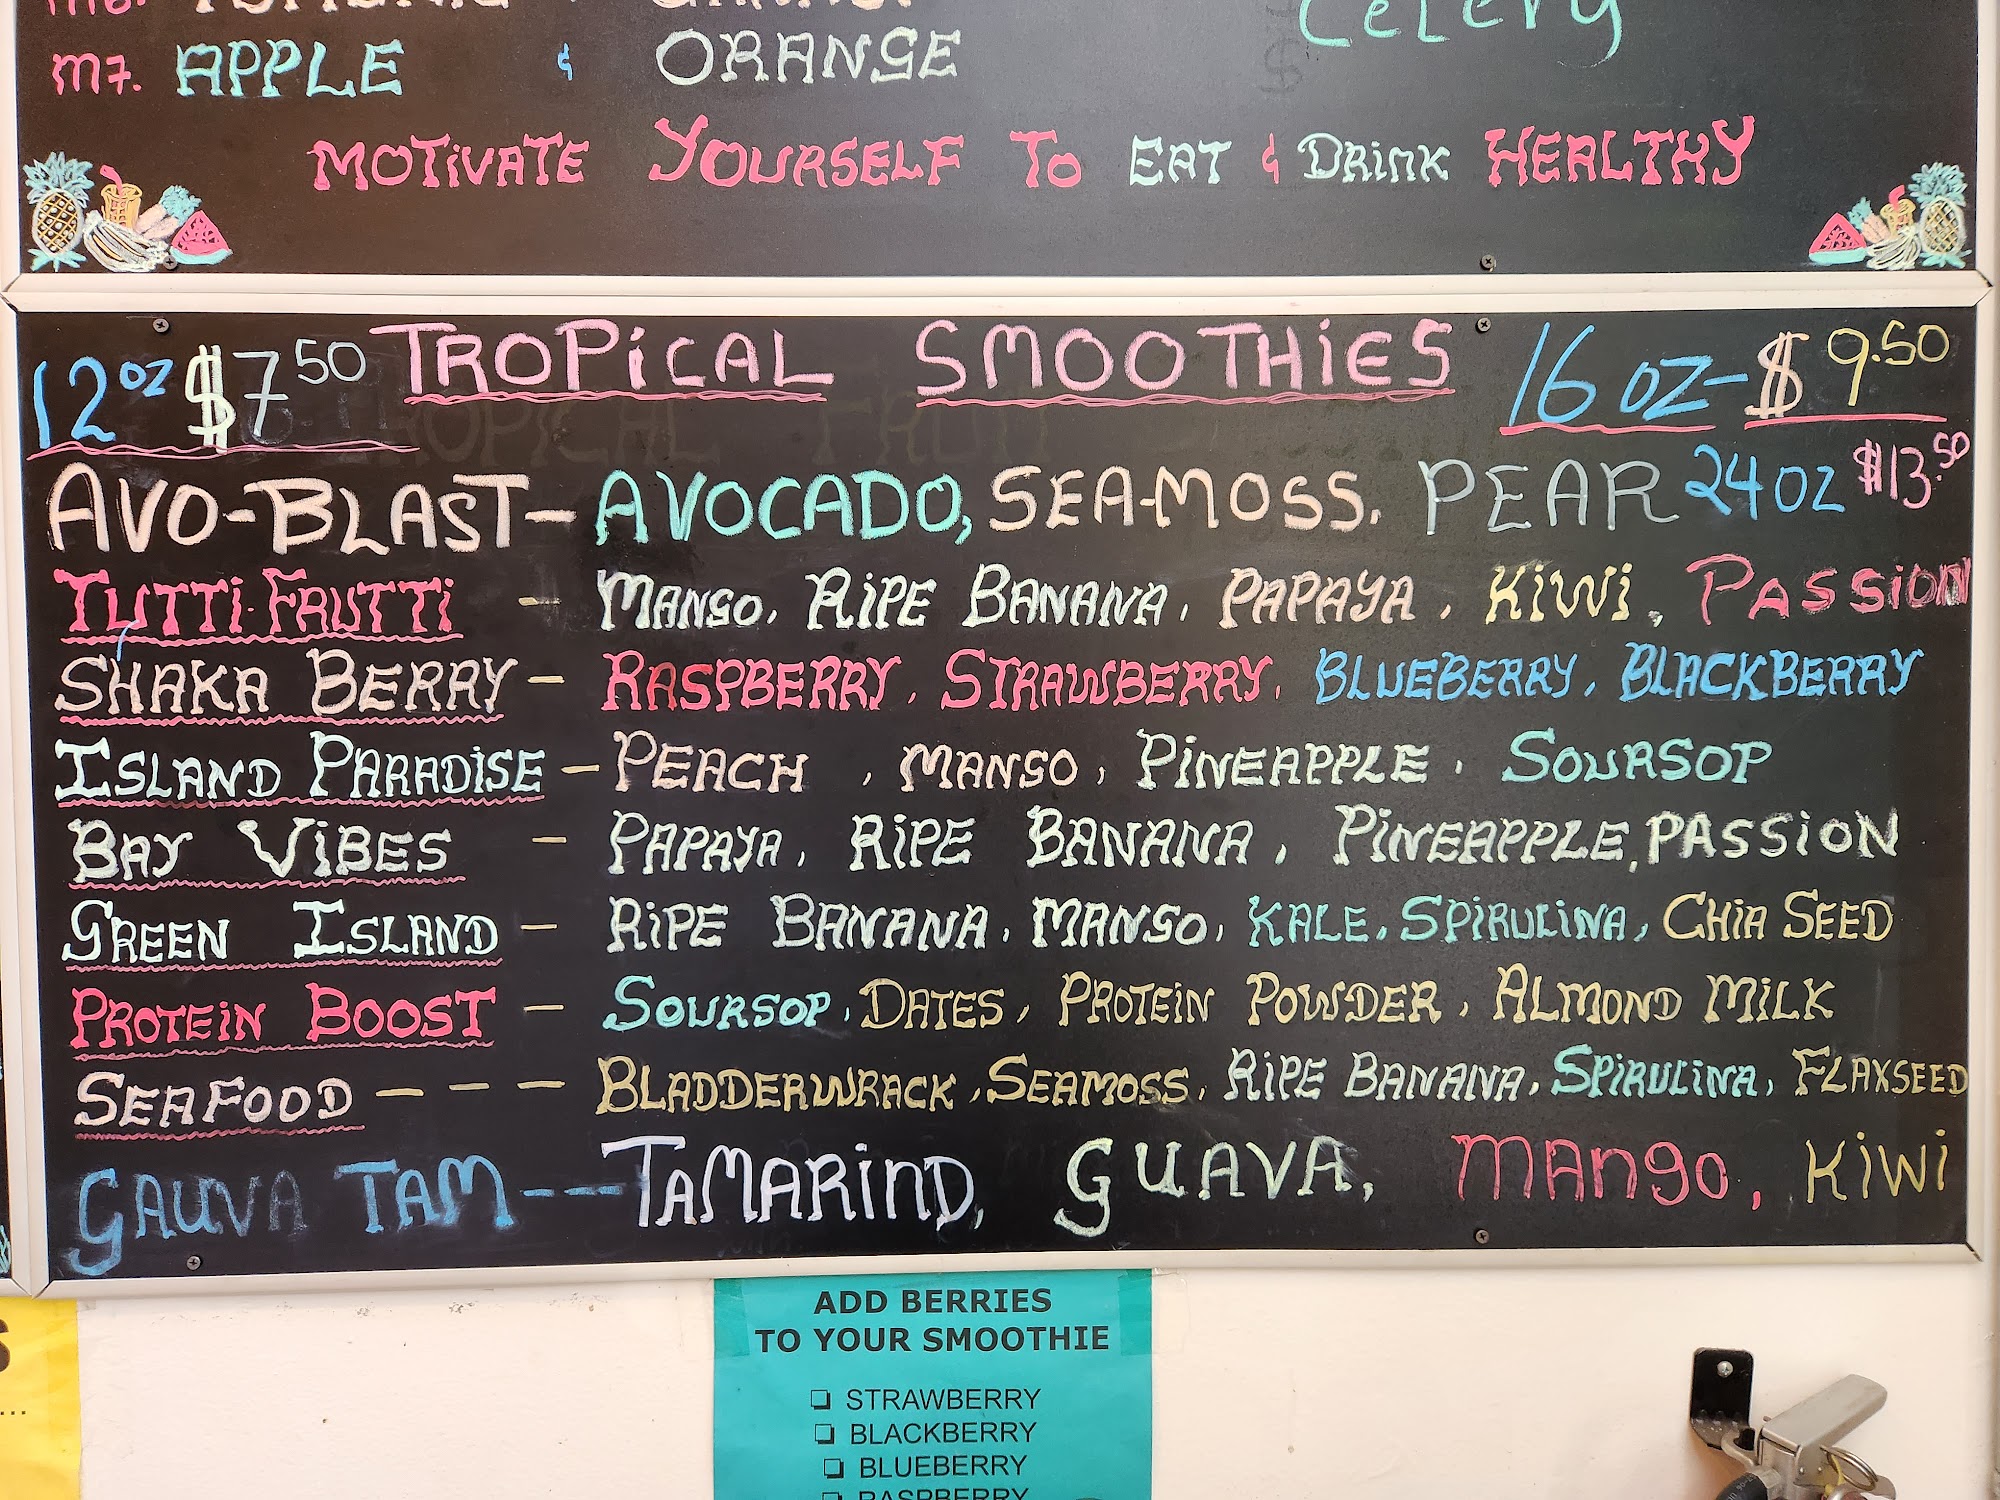 M7. APPLE & ORANGE
CELERY
MOTiVATE YOURSELF TO EAT & DRiNK HEALTHY
12 oz $7.50 TROPiCAL SMOOTHiES 16 oz - $9.50
AVO-BLAST - AVOCADO, SEA-MOSS. PEAR 24 oz $13.50
TUTTi-FRUTTi - MANGO, RiPE BANANA, PAPAYA, KiWi, PASSiON
SHAKA BERRY - RASPBERRY, STRAWBERRY, BLUEBERRY, BLACKBERRY
ISLAND PARADiSE - PEACH, MANGO, PiNEAPPLE, SOURSOP
BAY ViBES - PAPAYA, RiPE BANANA, PiNEAPPLE, PASSiON
GREEN ISLAND - RiPE BANANA, MANGO, KALE, SPiRULiNA, CHiA SEED
PROTEiN BOOST - SOURSOP, DATES, PROTEiN POWDER, ALMOND MiLK
SEAFOOD - - - BLADDERWRACK, SEAMOSS, RiPE BANANA, SPiRULiNA, FLAXSEED
GAUVA TAM --- TAMARiND, GUAVA, MANgO, KiWi
ADD BERRIES
TO YOUR SMOOTHIE
❑ STRAWBERRY
❑ BLACKBERRY
❑ BLUEBERRY
RASPBERRY